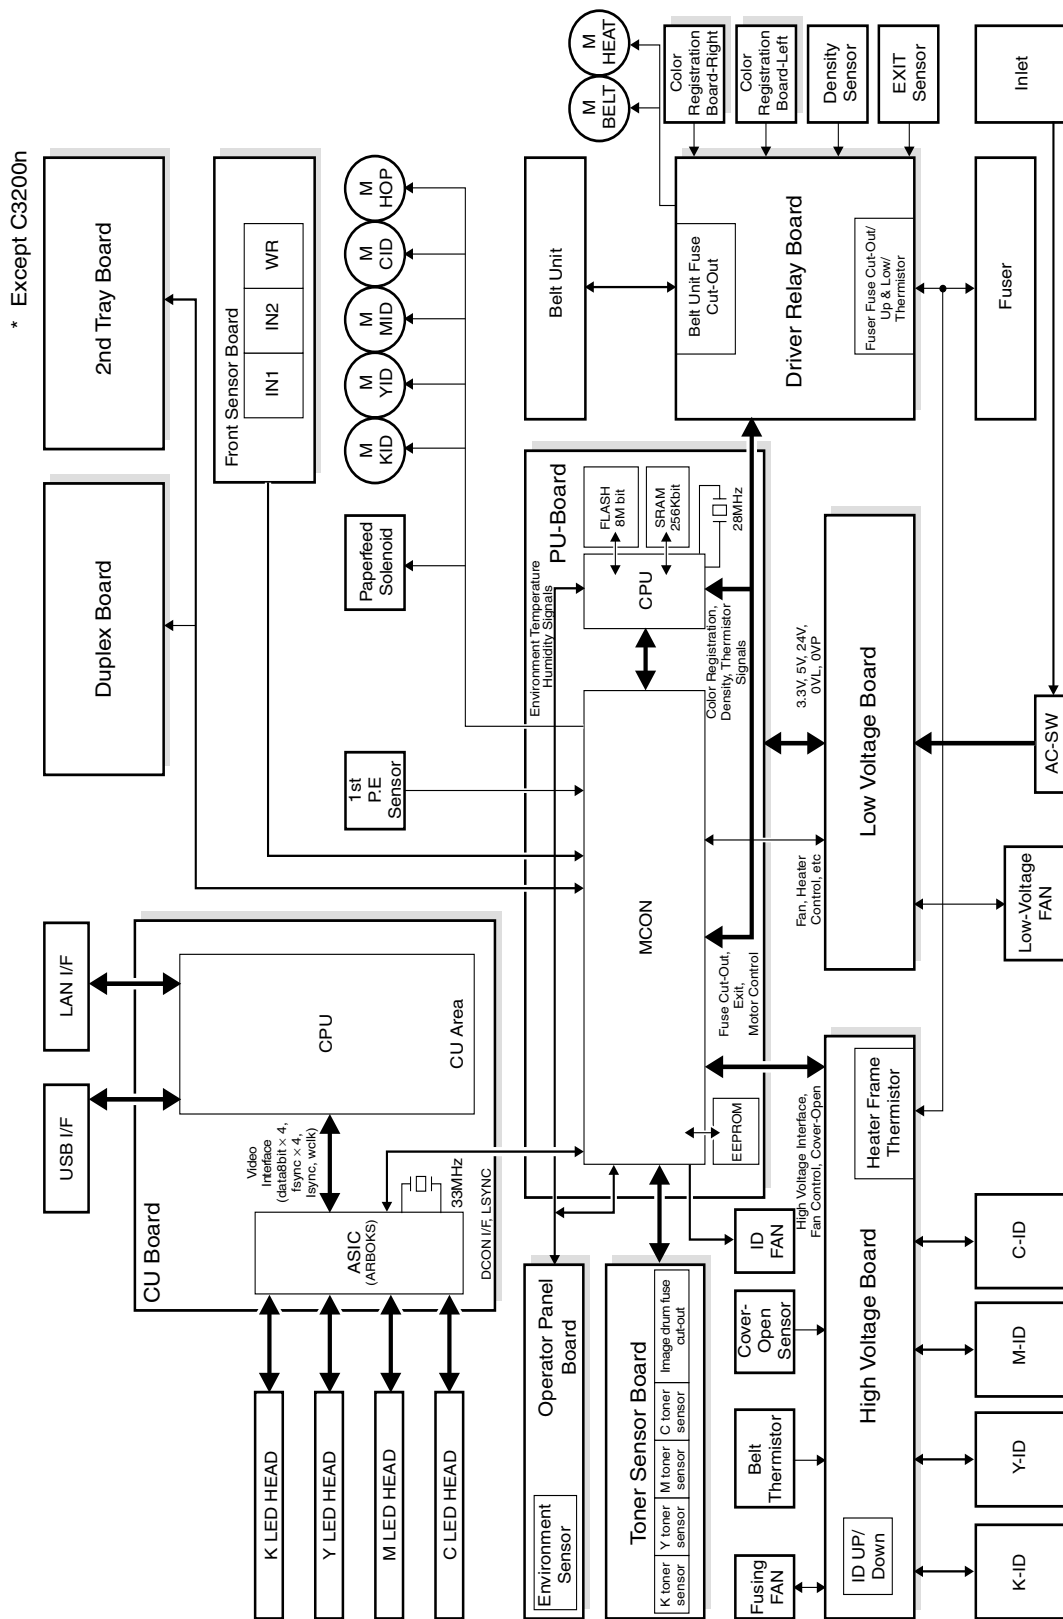 * Except C3200n
K LED HEAD
Y LED HEAD
M LED HEAD
C LED HEAD
CU Board
USB I/F
LAN I/F
CPU
CU Area
Video
Interface
(data8bit × 4,
fsync × 4,
lsync, wclk)
ASIC
(ARBOKS)
33MHz
DCON I/F, LSYNC
Duplex Board
2nd Tray Board
Front Sensor Board
IN1
IN2
WR
1st
P.E
Sensor
Paperfeed
Solenoid
M
KID
M
YID
M
MID
M
CID
M
HOP
M
BELT
M
HEAT
Operator Panel
Board
Environment
Sensor
Toner Sensor Board
K toner
sensor
Y toner
sensor
M toner
sensor
C toner
sensor
Image drum fuse
cut-out
PU-Board
Environment Temperature
Humidity Signals
CPU
FLASH
8M bit
SRAM
256Kbit
28MHz
MCON
EEPROM
Color Registration,
Density, Thermistor
Signals
Fuse Cut-Out,
Exit,
Motor Control
Belt Unit
Color
Registration
Board-Right
Color
Registration
Board-Left
Density
Sensor
EXIT
Sensor
Belt Unit Fuse
Cut-Out
Driver Relay Board
Fuser Fuse Cut-Out/
Up & Low/
Thermistor
Fusing
FAN
Belt
Thermistor
Cover-
Open
Sensor
ID
FAN
High Voltage Interface,
Fan Control, Cover-Open
Fan, Heater
Control, etc
3.3V, 5V, 24V,
0VL, 0VP
High Voltage Board
ID UP/
Down
Heater Frame
Thermistor
Low Voltage Board
K-ID
Y-ID
M-ID
C-ID
Low-Voltage
FAN
AC-SW
Fuser
Inlet